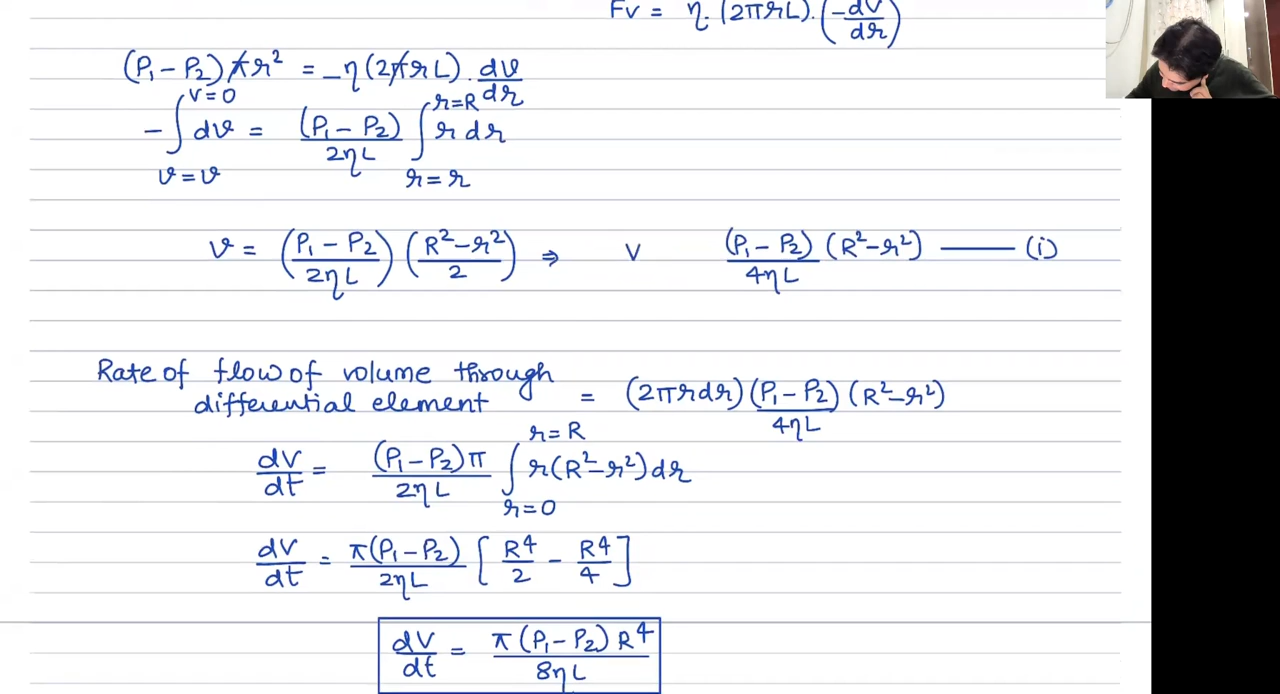 Fv = η. (2πrL). (-dv/dr)
(P₁ – P₂) πr² = -η (2πrL). dv/dr
-∫_{v=v}^{v=0} dv = (P₁ – P₂)/2ηL ∫_{r=r}^{r=R} r dr
v = (P₁ – P₂/2ηL) (R² – r²/2) ⇒ v (P₁ – P₂)/4ηL (R² – r²) —— (i)
Rate of flow of volume through
differential element = (2πrdr) (P₁ – P₂)/4ηL (R² – r²)
dV/dt = (P₁ – P₂)π/2ηL ∫_{r=0}^{r=R} r(R² – r²) dr
dV/dt = π(P₁ – P₂)/2ηL [R⁴/2 – R⁴/4]
dV/dt = π (P₁ – P₂) R⁴/8ηL